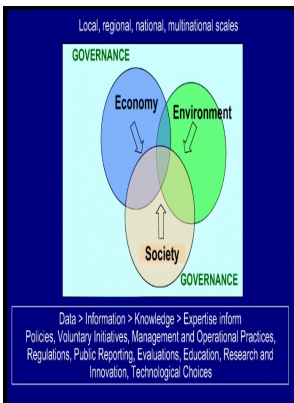 Local, regional, national, multinational scales
GOVERNANCE
Economy
Environment
Society
GOVERNANCE
Data > Information > Knowledge > Expertise inform
Policies, Voluntary Initiatives, Management and Operational Practices,
Regulations, Public Reporting, Evaluations, Education, Research and
Innovation, Technological Choices